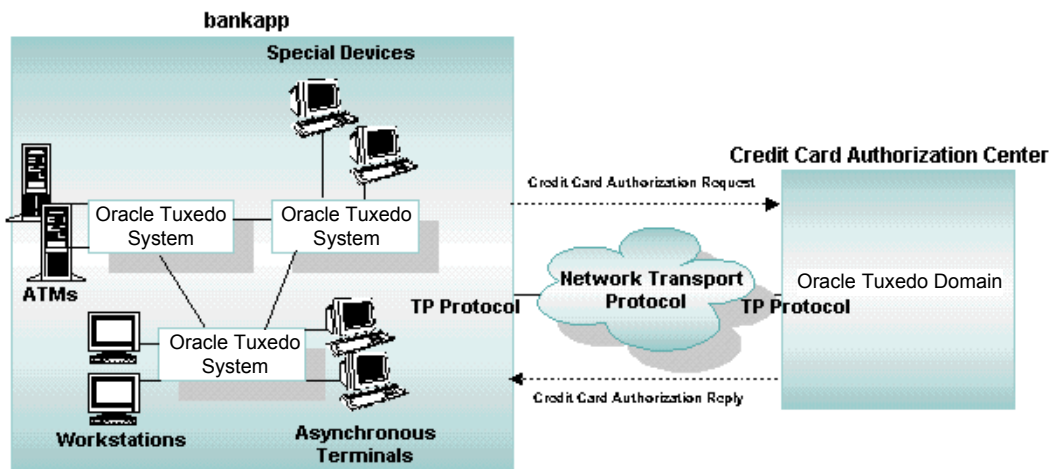 bankapp
Special Devices
Credit Card Authorization Center
Credit Card Authorization Request
Oracle Tuxedo
System
Oracle Tuxedo
System
ATMs
Network Transport
Protocol
TP Protocol
TP Protocol
Oracle Tuxedo Domain
Oracle Tuxedo
System
Credit Card Authorization Reply
Workstations
Asynchronous
Terminals